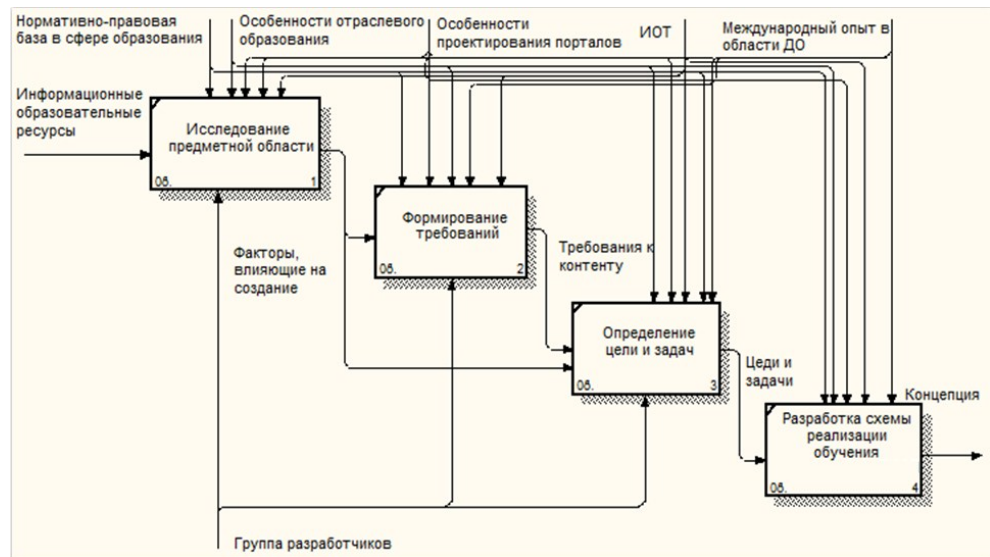 Нормативно-правовая
база в сфере образования
Особенности отраслевого
образования
Особенности
проектирования порталов
ИОТ
Международный опыт в
области ДО
Информационные
образовательные
ресурсы
Исследование
предметной области
0б.
1
Формирование
требований
0б.
2
Факторы,
влияющие на
создание
Требования к
контенту
Определение
цели и задач
0б.
3
Цеди и
задачи
Концепция
Разработка схемы
реализации
обучения
0б.
4
Группа разработчиков